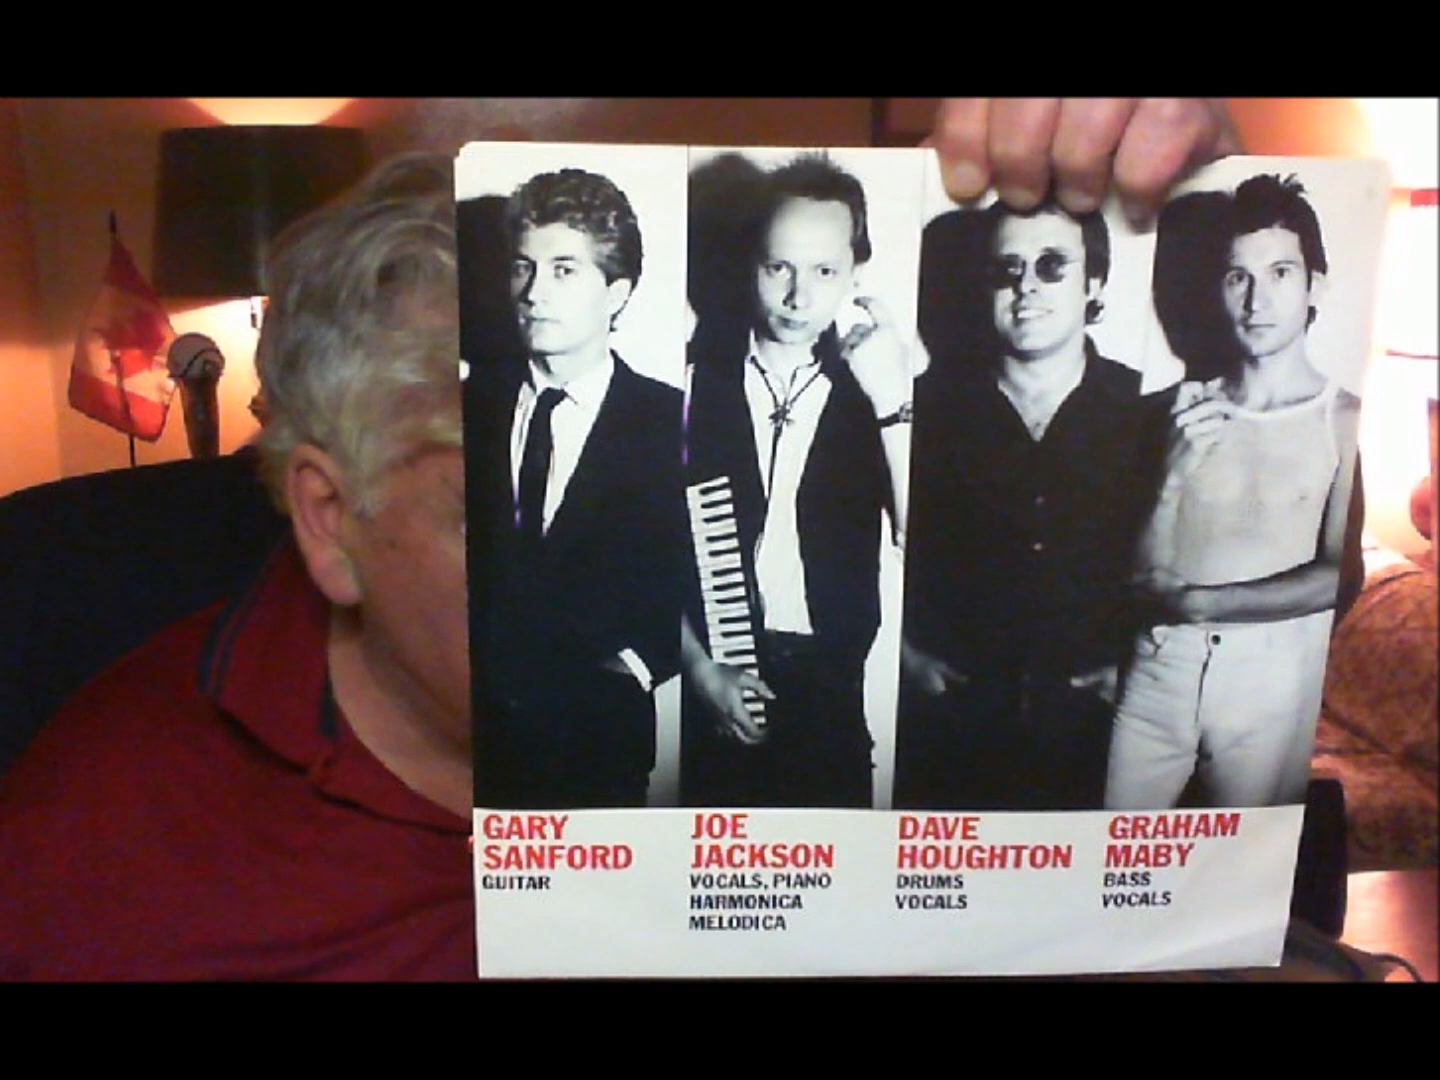 GARY
SANFORD
GUITAR
JOE
JACKSON
VOCALS, PIANO
HARMONICA
MELODICA
DAVE
HOUGHTON
DRUMS
VOCALS
GRAHAM
MABY
BASS
VOCALS